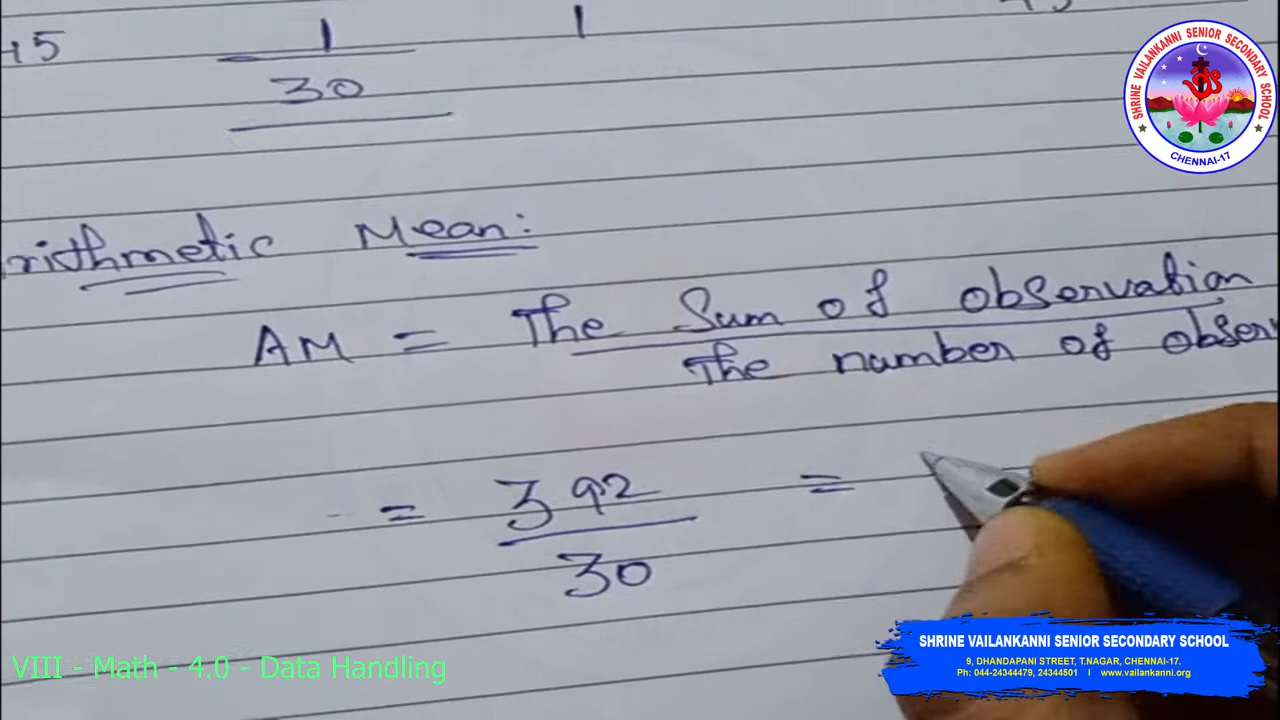 45 1 1
30
SHRINE VAILANKANNI SENIOR SECONDARY SCHOOL
CHENNAI-17
rithmetic Mean:
AM = The Sum of observation
The number of obser
= 392 =
30
SHRINE VAILANKANNI SENIOR SECONDARY SCHOOL
9, DHANDAPANI STREET, T.NAGAR, CHENNAI-17.
Ph: 044-24344479, 24344501 I www.vailankanni.org
VIII - Math - 4.0 - Data Handling